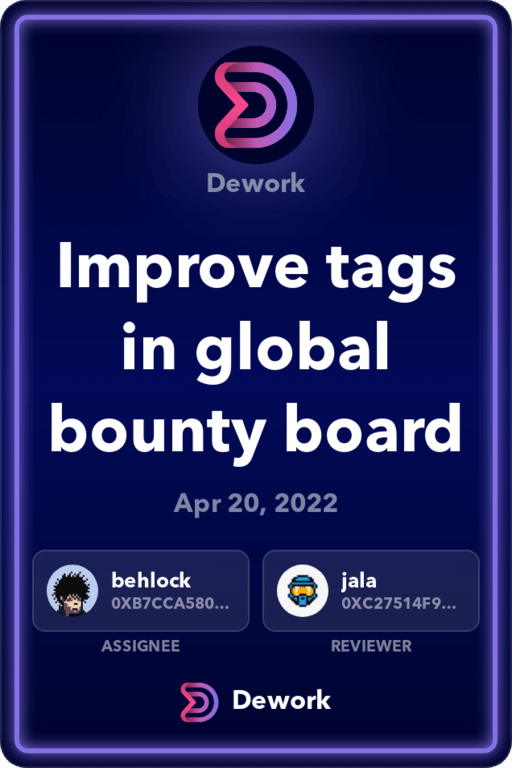 Dework
Improve tags
in global
bounty board
Apr 20, 2022
behlock
0XB7CCA580...
ASSIGNEE
jala
0XC27514F9...
REVIEWER
Dework